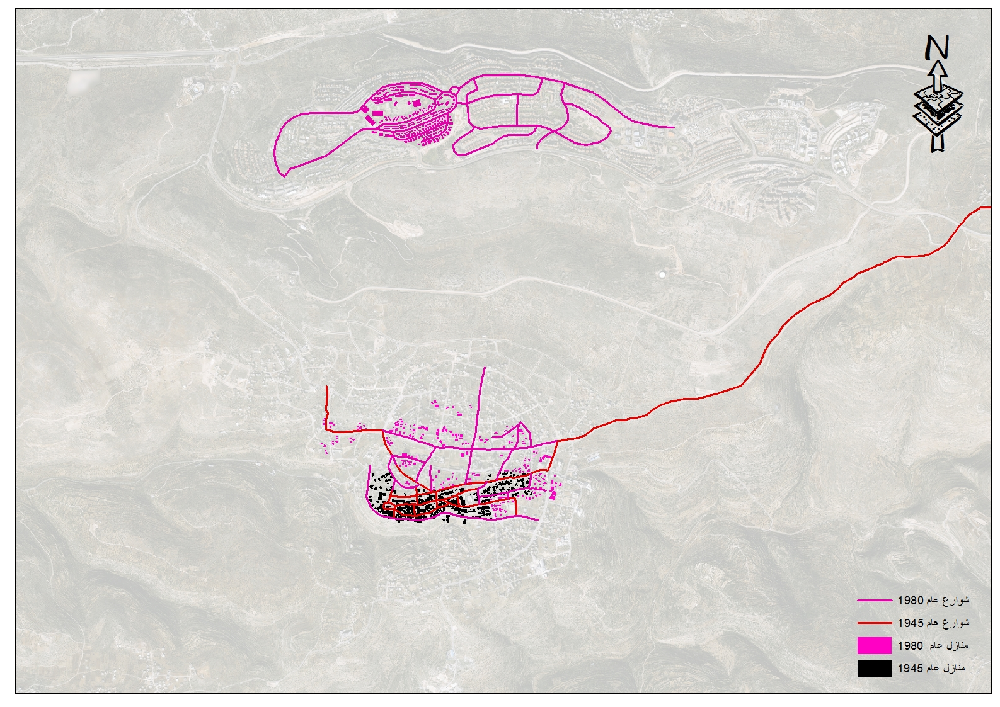 N
شوارع عام 1980
شوارع عام 1945
منازل عام 1980
منازل عام 1945